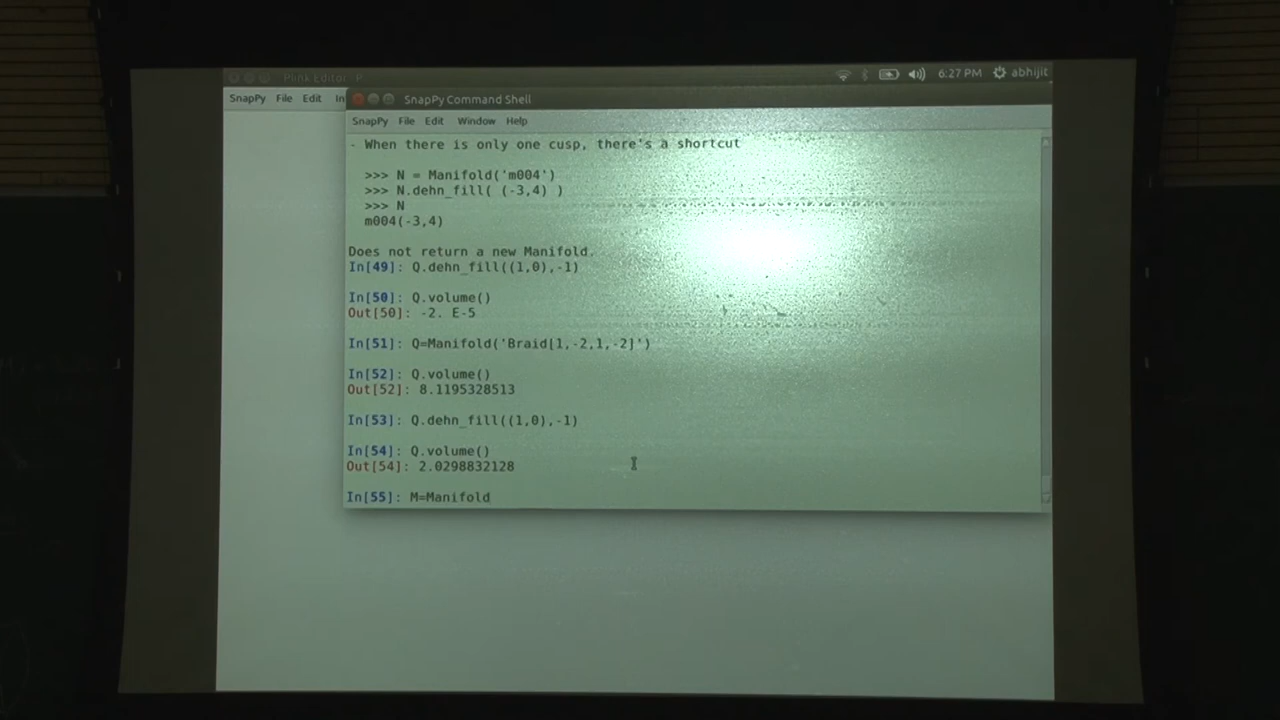 Plink Editor - P
6:27 PM abhijit
SnapPy File Edit In
SnapPy Command Shell
SnapPy File Edit Window Help
- When there is only one cusp, there's a shortcut
>>> N = Manifold('m004')
>>> N.dehn_fill( (-3,4) )
>>> N
m004(-3,4)
Does not return a new Manifold.
In[49]: Q.dehn_fill((1,0),-1)
In[50]: Q.volume()
Out[50]: -2. E-5
In[51]: Q=Manifold('Braid[1,-2,1,-2]')
In[52]: Q.volume()
Out[52]: 8.1195328513
In[53]: Q.dehn_fill((1,0),-1)
In[54]: Q.volume()
Out[54]: 2.0298832128
In[55]: M=Manifold